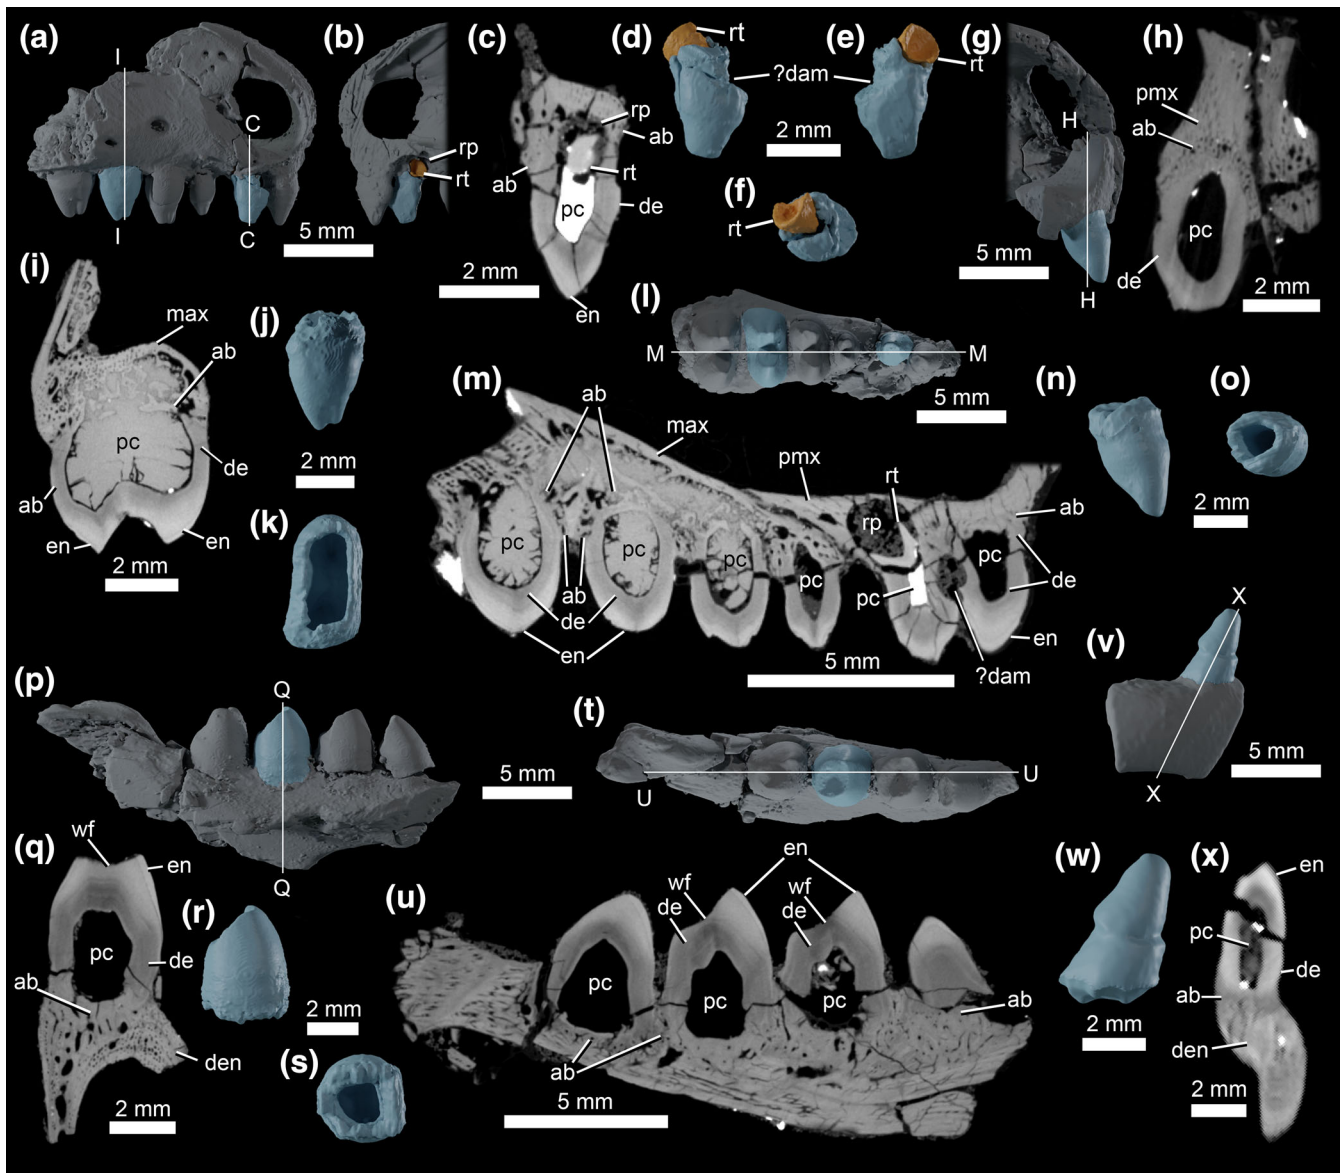 (a)
I
C
I
C
5 mm
(b)
rp
rt
(c)
rp
ab
ab
rt
pc
de
2 mm
en
(d)
rt
?dam
2 mm
(e)
rt
(f)
rt
(g)
H
H
5 mm
(h)
pmx
ab
pc
de
2 mm
(i)
max
ab
pc
de
ab
en
en
2 mm
(j)
2 mm
(k)
(l)
M
M
5 mm
(m)
ab
max
pmx
rt
rp
ab
pc
pc
pc
pc
pc
pc
ab
de
de
en
en
?dam
5 mm
(n)
(o)
2 mm
(p)
Q
Q
5 mm
(q)
wf
en
pc
de
ab
den
2 mm
(r)
2 mm
(s)
(t)
U
U
(u)
en
wf
de
wf
de
pc
pc
pc
ab
ab
5 mm
(v)
X
X
5 mm
(w)
2 mm
(x)
en
pc
de
ab
den
2 mm